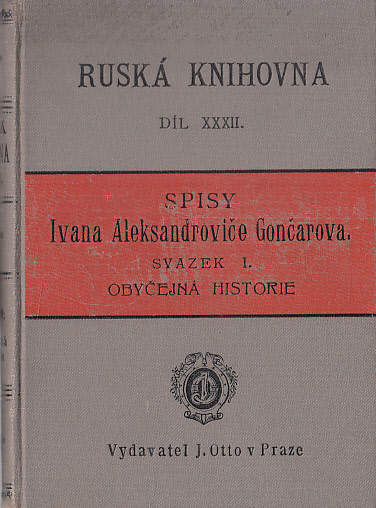 RUSKÁ KNIHOVNA
DÍL XXXII.
SPISY
Ivana Aleksandroviče Gončarova.
SVAZEK I.
OBYČEJNÁ HISTORIE
Vydavatel J. Otto v Praze